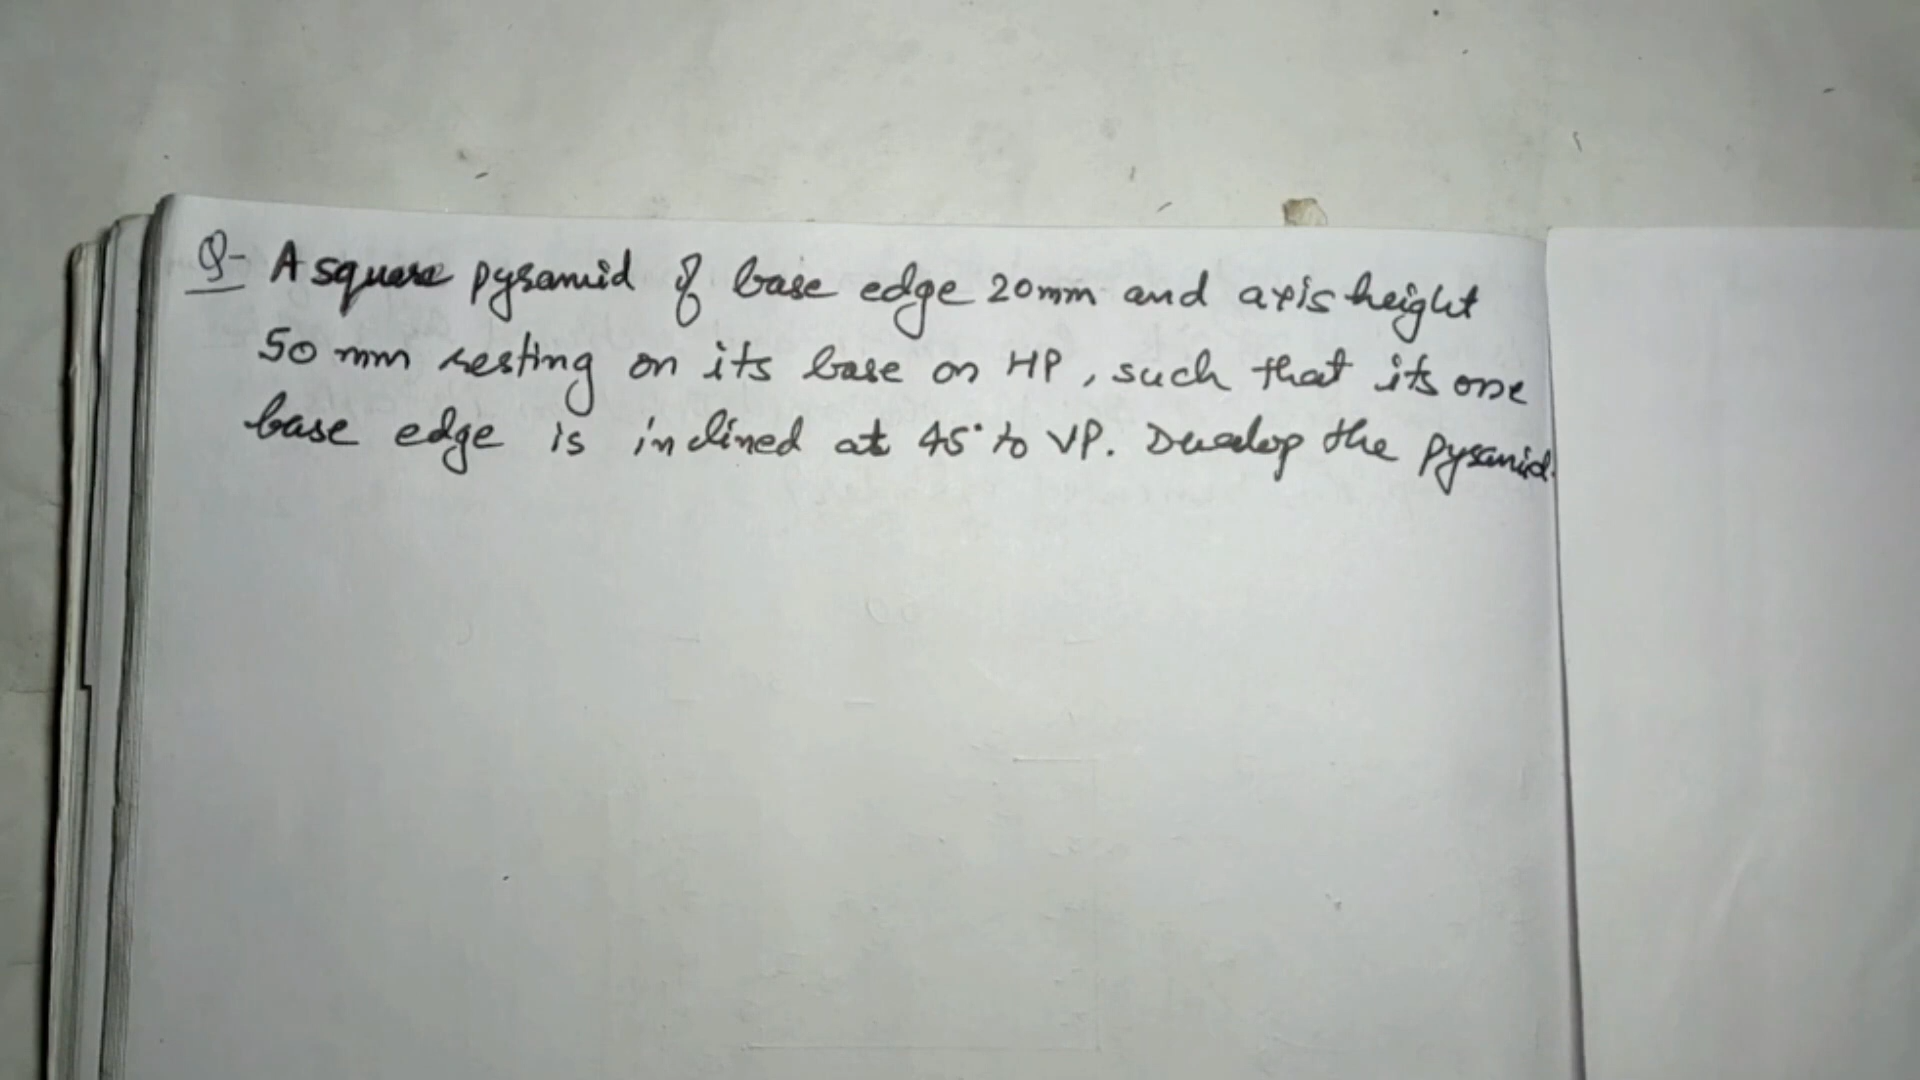 Q- A square pyramid of base edge 20mm and axis height
50 mm resting on its base on HP, such that its one
base edge is inclined at 45° to VP. Develop the pyramid.